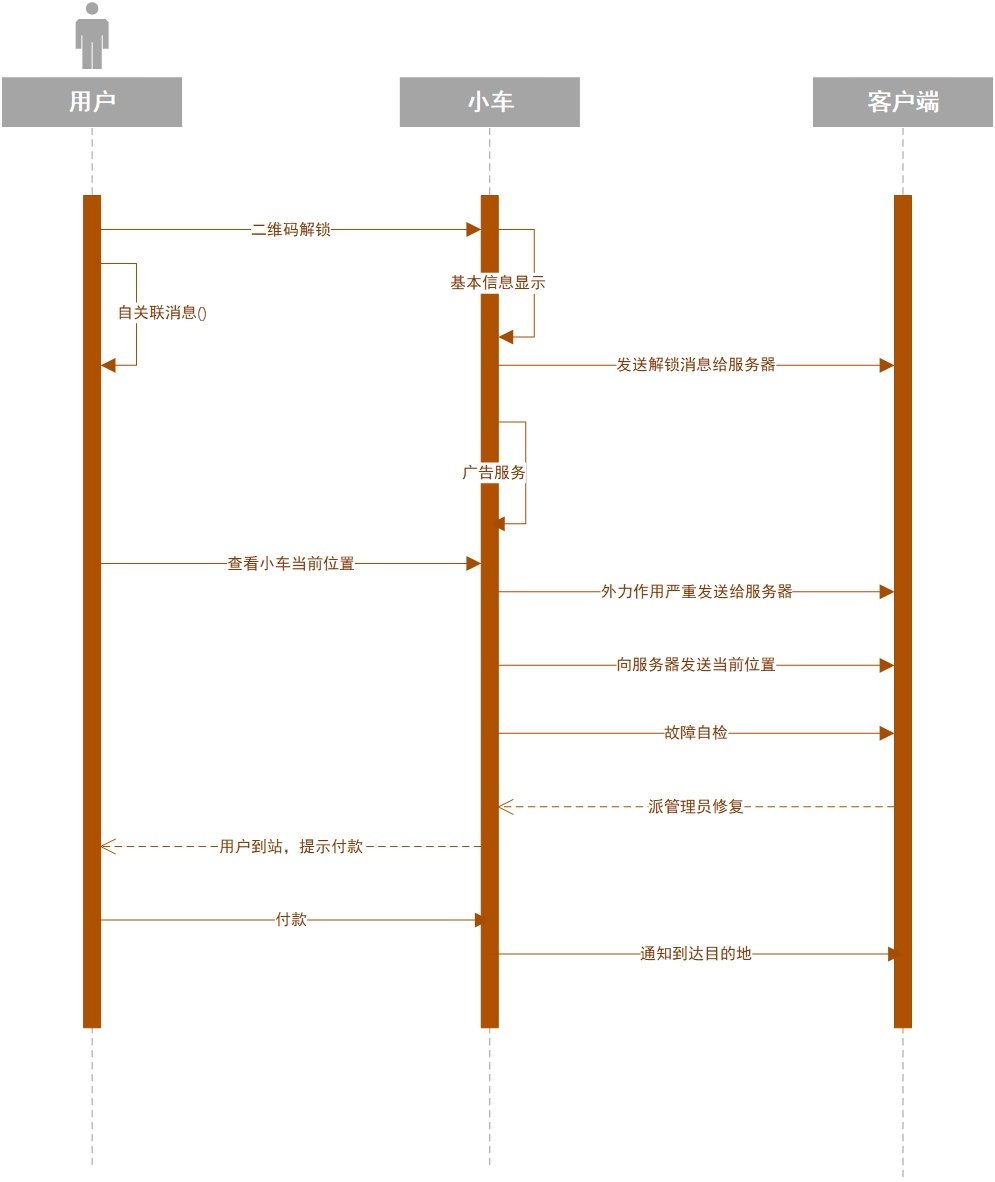 用户
小车
客户端
二维码解锁
基本信息显示
自关联消息()
发送解锁消息给服务器
广告服务
查看小车当前位置
外力作用严重发送给服务器
向服务器发送当前位置
故障自检
派管理员修复
用户到站，提示付款
付款
通知到达目的地